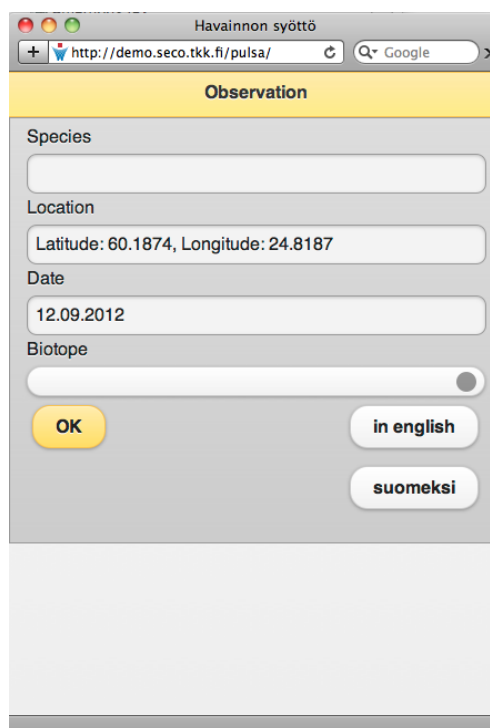 Havainnon syöttö
+ http://demo.seco.tkk.fi/pulsa/ Google
Observation
Species
Location
Latitude: 60.1874, Longitude: 24.8187
Date
12.09.2012
Biotope
OK in english
suomeksi